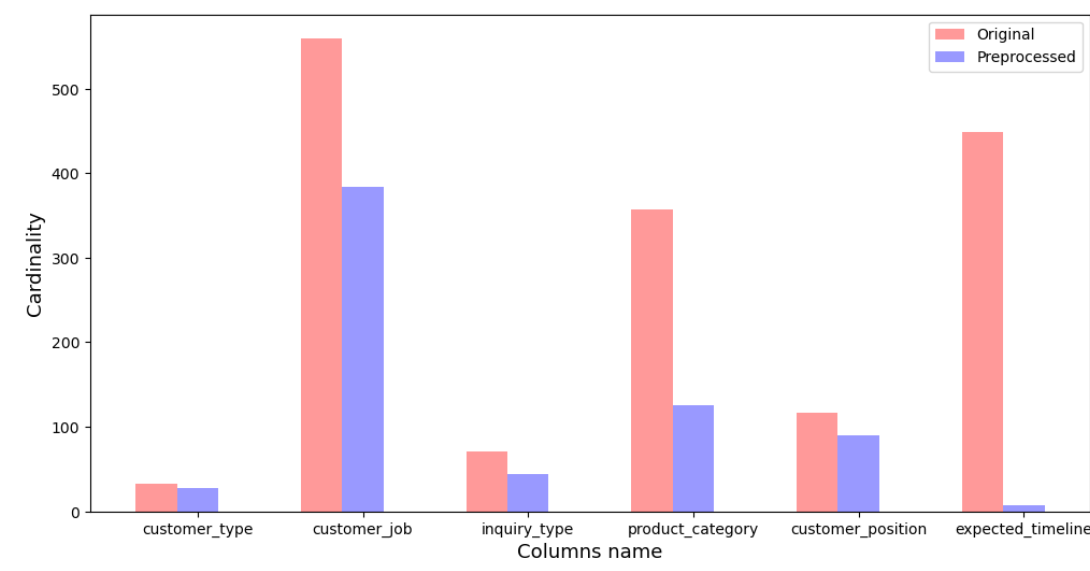 Original
Preprocessed
500
400
300
200
100
0
Cardinality
customer_type
customer_job
inquiry_type
product_category
customer_position
expected_timeline
Columns name